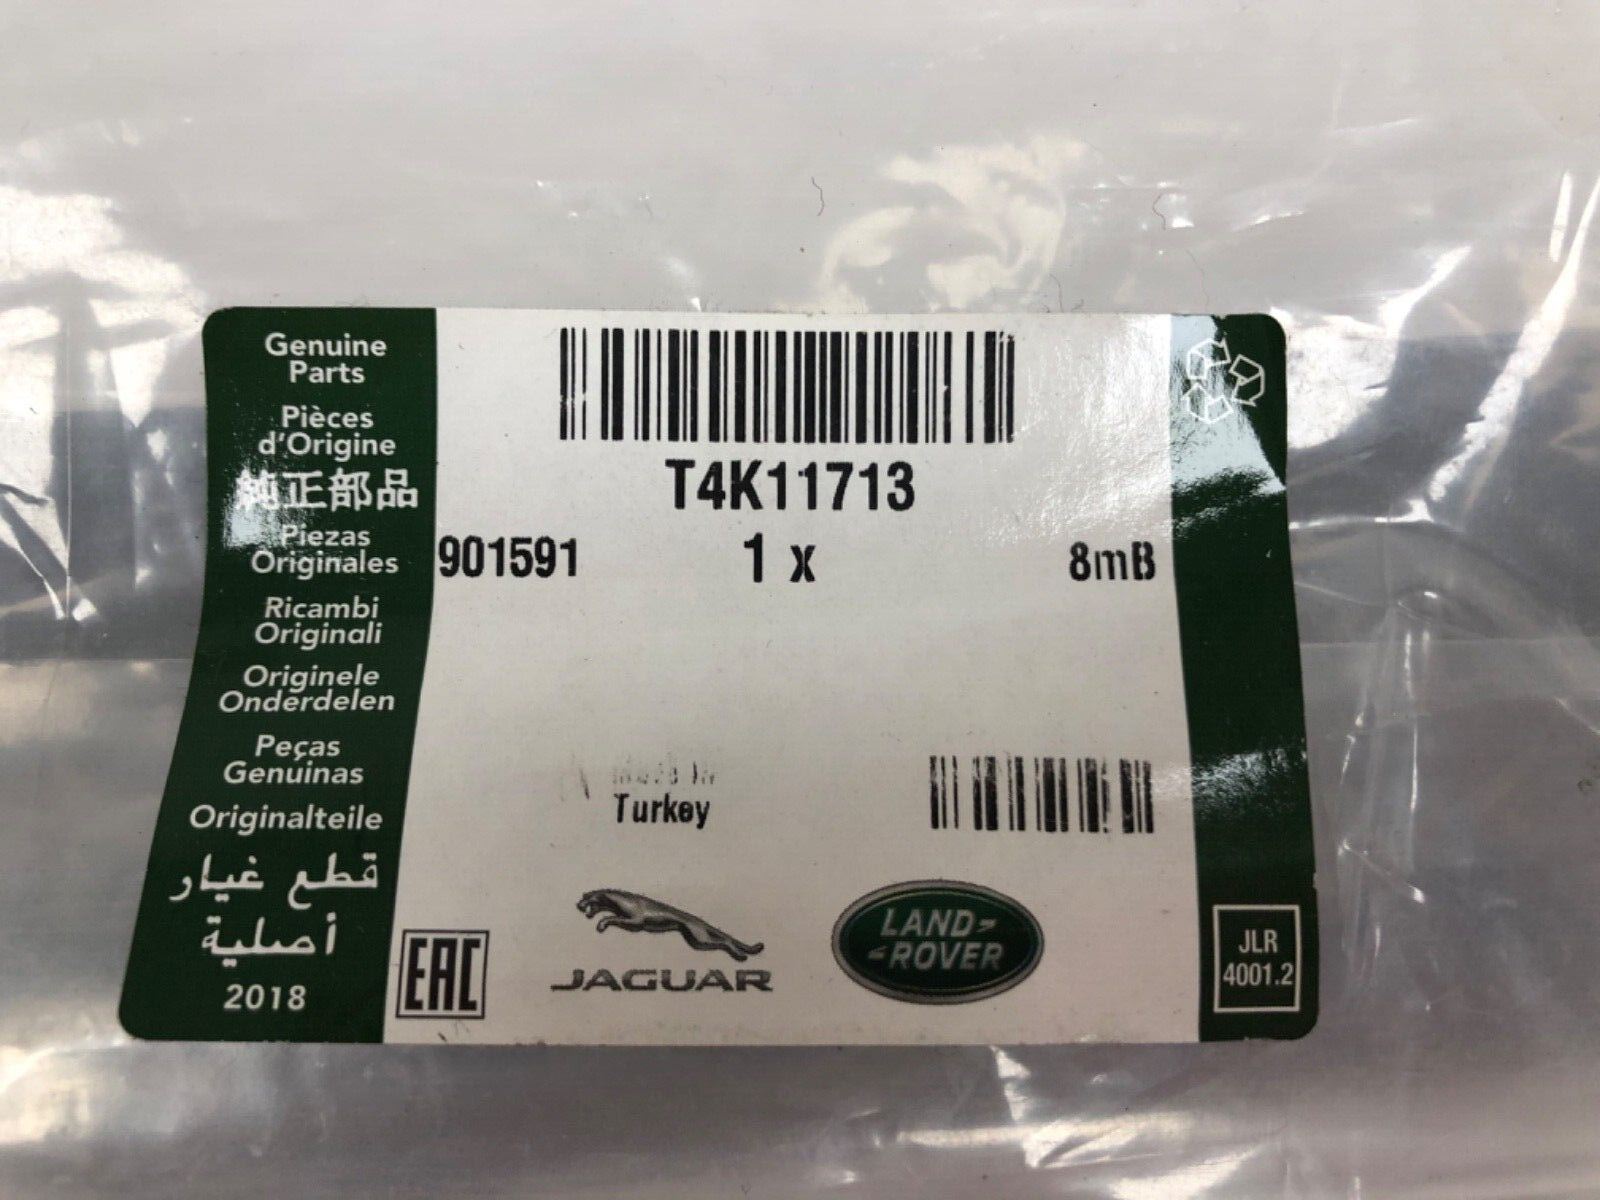 Genuine
Parts
Pièces
d'Origine
純正部品
Piezas
Originales
Ricambi
Originali
Originele
Onderdelen
Peças
Genuinas
Originalteile
قطع غيار
أصلية
2018
T4K11713
901591 1 x 8mB
Turkey
EAC
JAGUAR
LAND-
-ROVER
JLR
4001.2